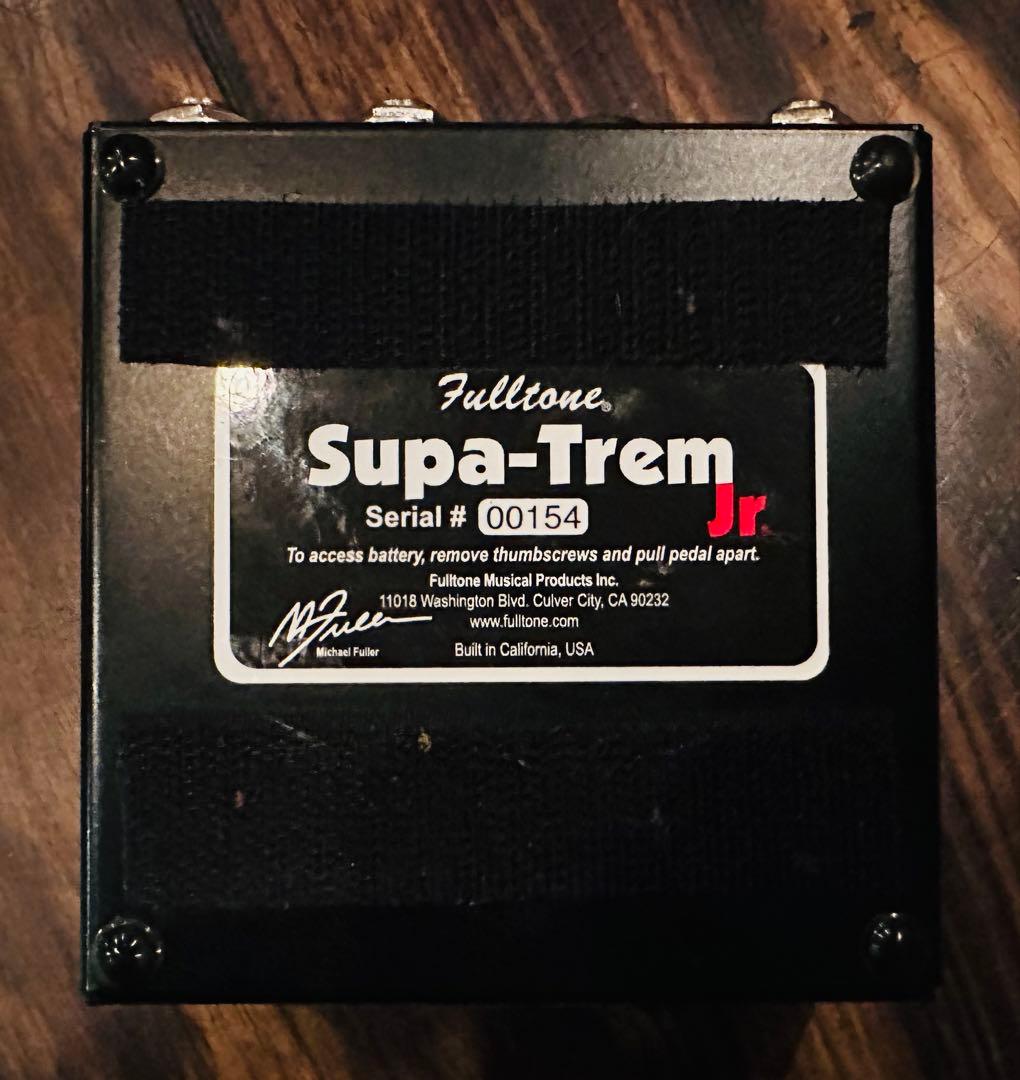 Fulltone®
Supa-Trem
Jr
Serial # 00154
To access battery, remove thumbscrews and pull pedal apart.
Fulltone Musical Products Inc.
11018 Washington Blvd. Culver City, CA 90232
www.fulltone.com
M Fuller
Michael Fuller
Built in California, USA